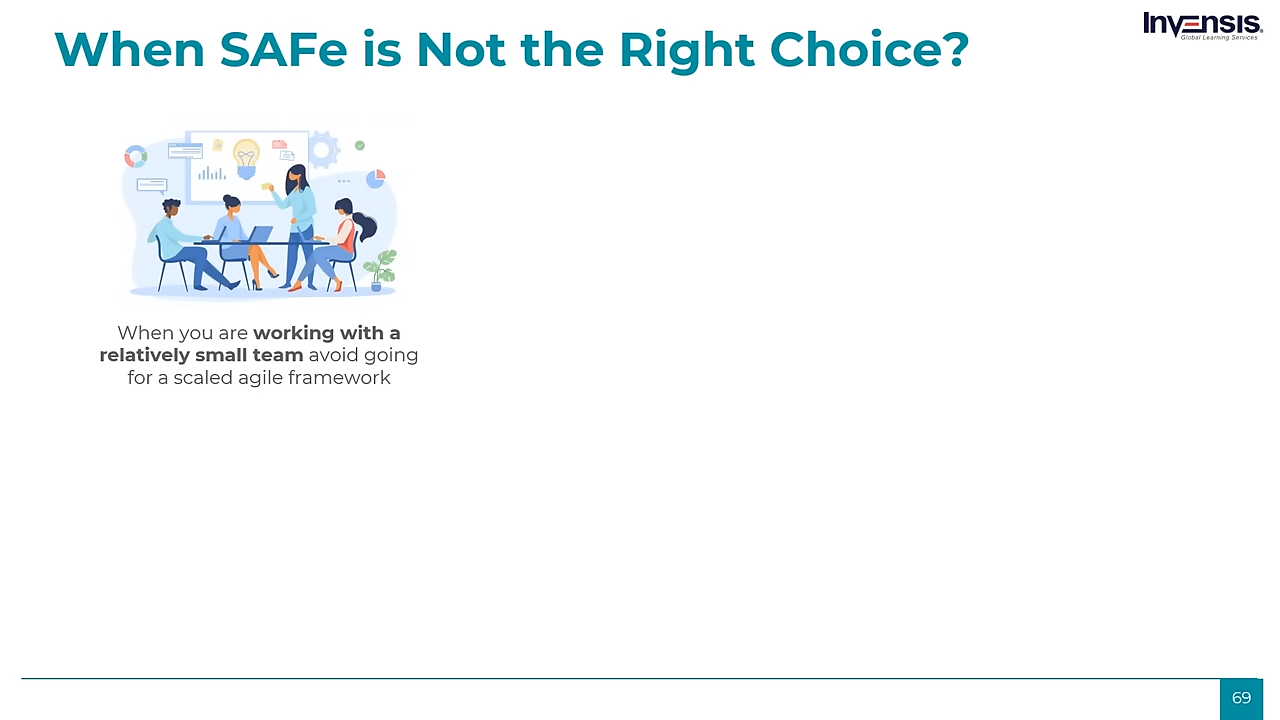 When SAFe is Not the Right Choice?
Invensis®
Global Learning Services
When you are working with a
relatively small team avoid going
for a scaled agile framework
69